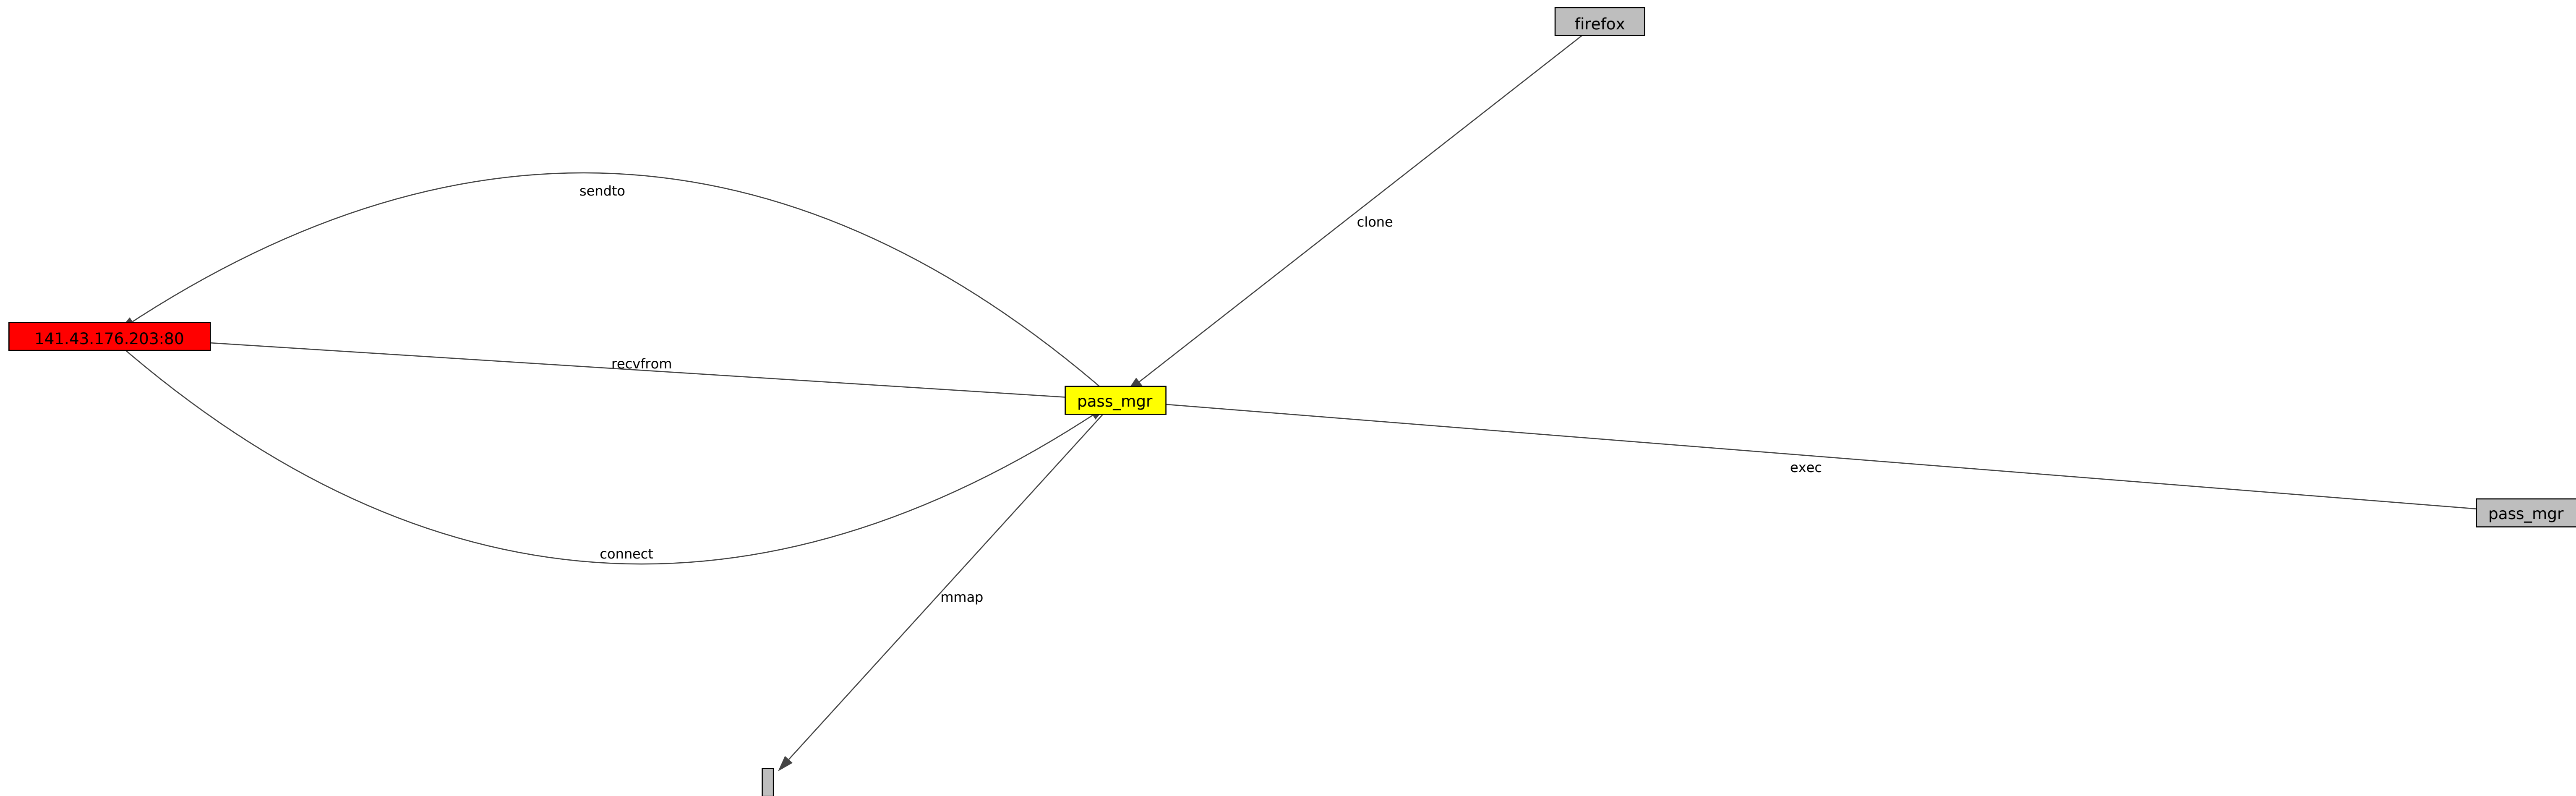 firefox
sendto
clone
141.43.176.203:80
recvfrom
pass_mgr
exec
pass_mgr
connect
mmap